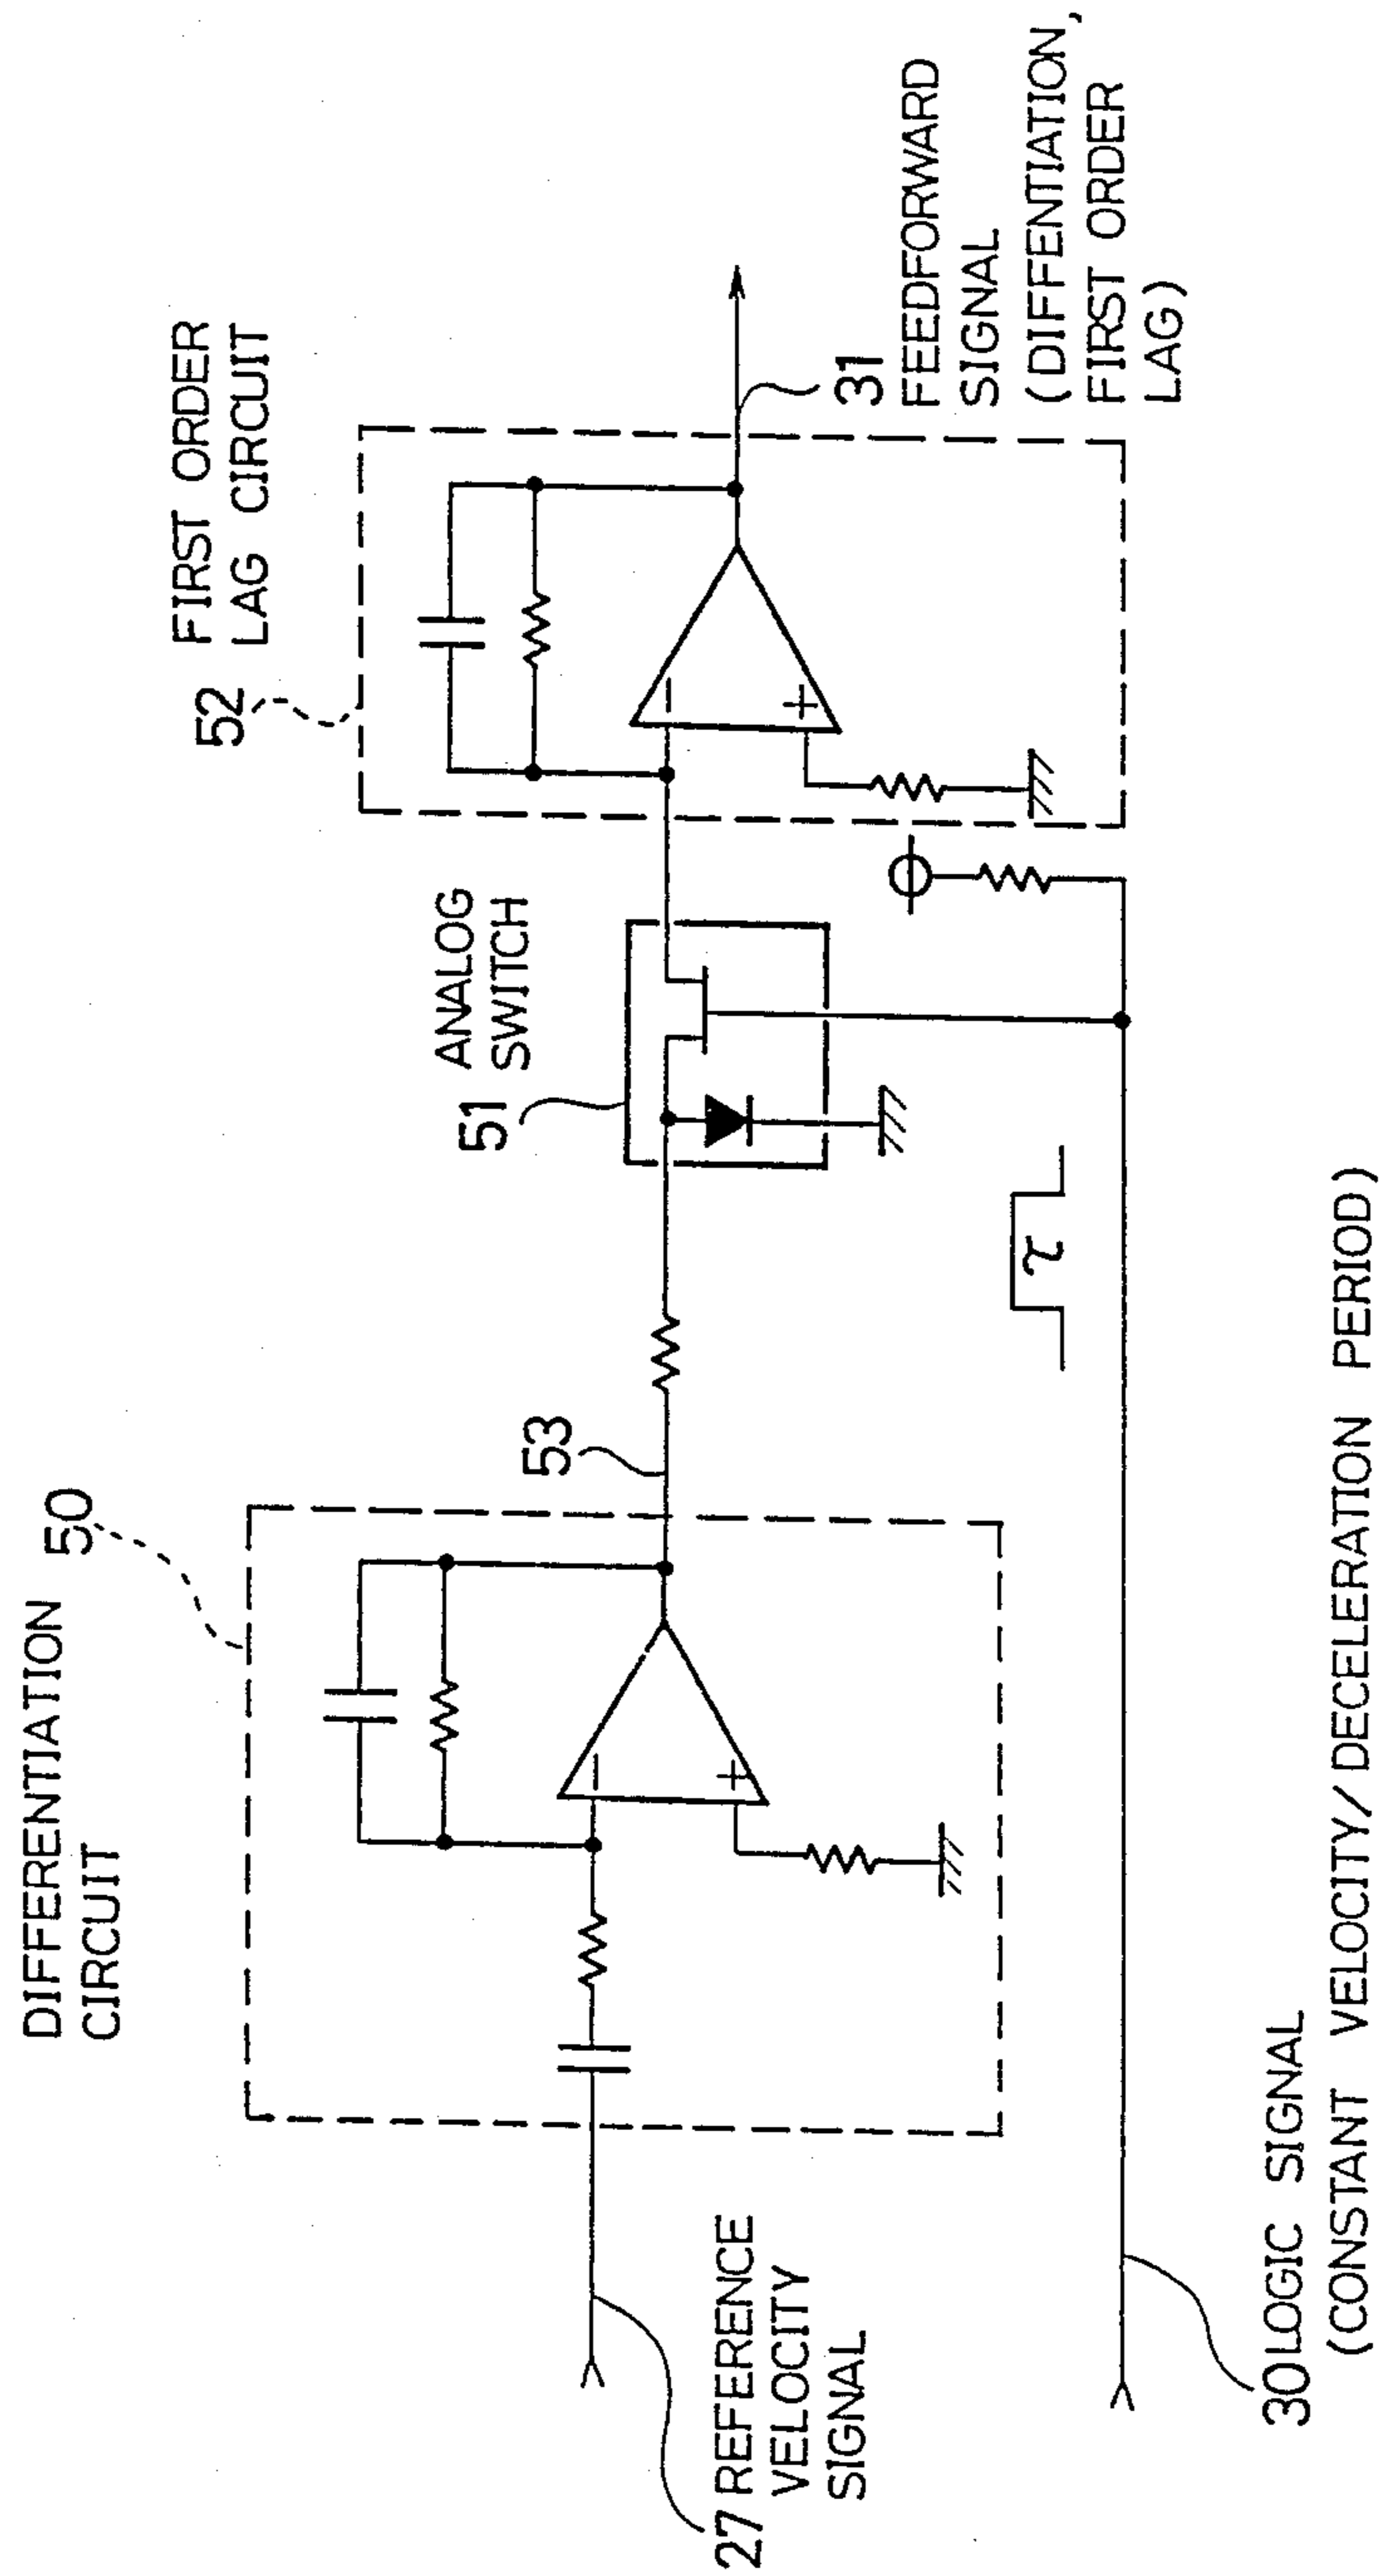 DIFFERENTIATION
CIRCUIT
50
FIRST ORDER
LAG CIRCUIT
52
ANALOG
SWITCH
51
53
−
+
−
+
τ
27 REFERENCE
VELOCITY
SIGNAL
31
FEEDFORWARD
SIGNAL
(DIFFENTIATION,
FIRST ORDER
LAG)
30 LOGIC SIGNAL
(CONSTANT VELOCITY/DECELERATION PERIOD)